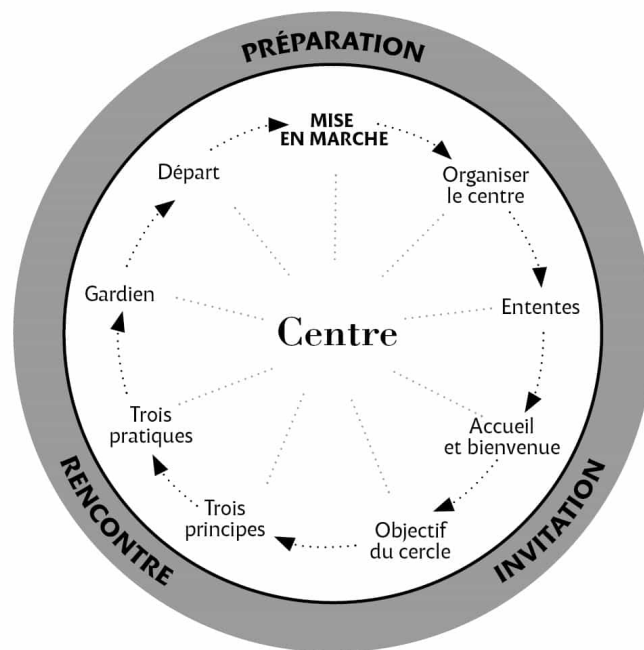 PRÉPARATION
MISE
EN MARCHE
Organiser
le centre
Ententes
Accueil
et bienvenue
Objectif
du cercle
Trois
principes
Trois
pratiques
Gardien
Départ
Centre
INVITATION
RENCONTRE